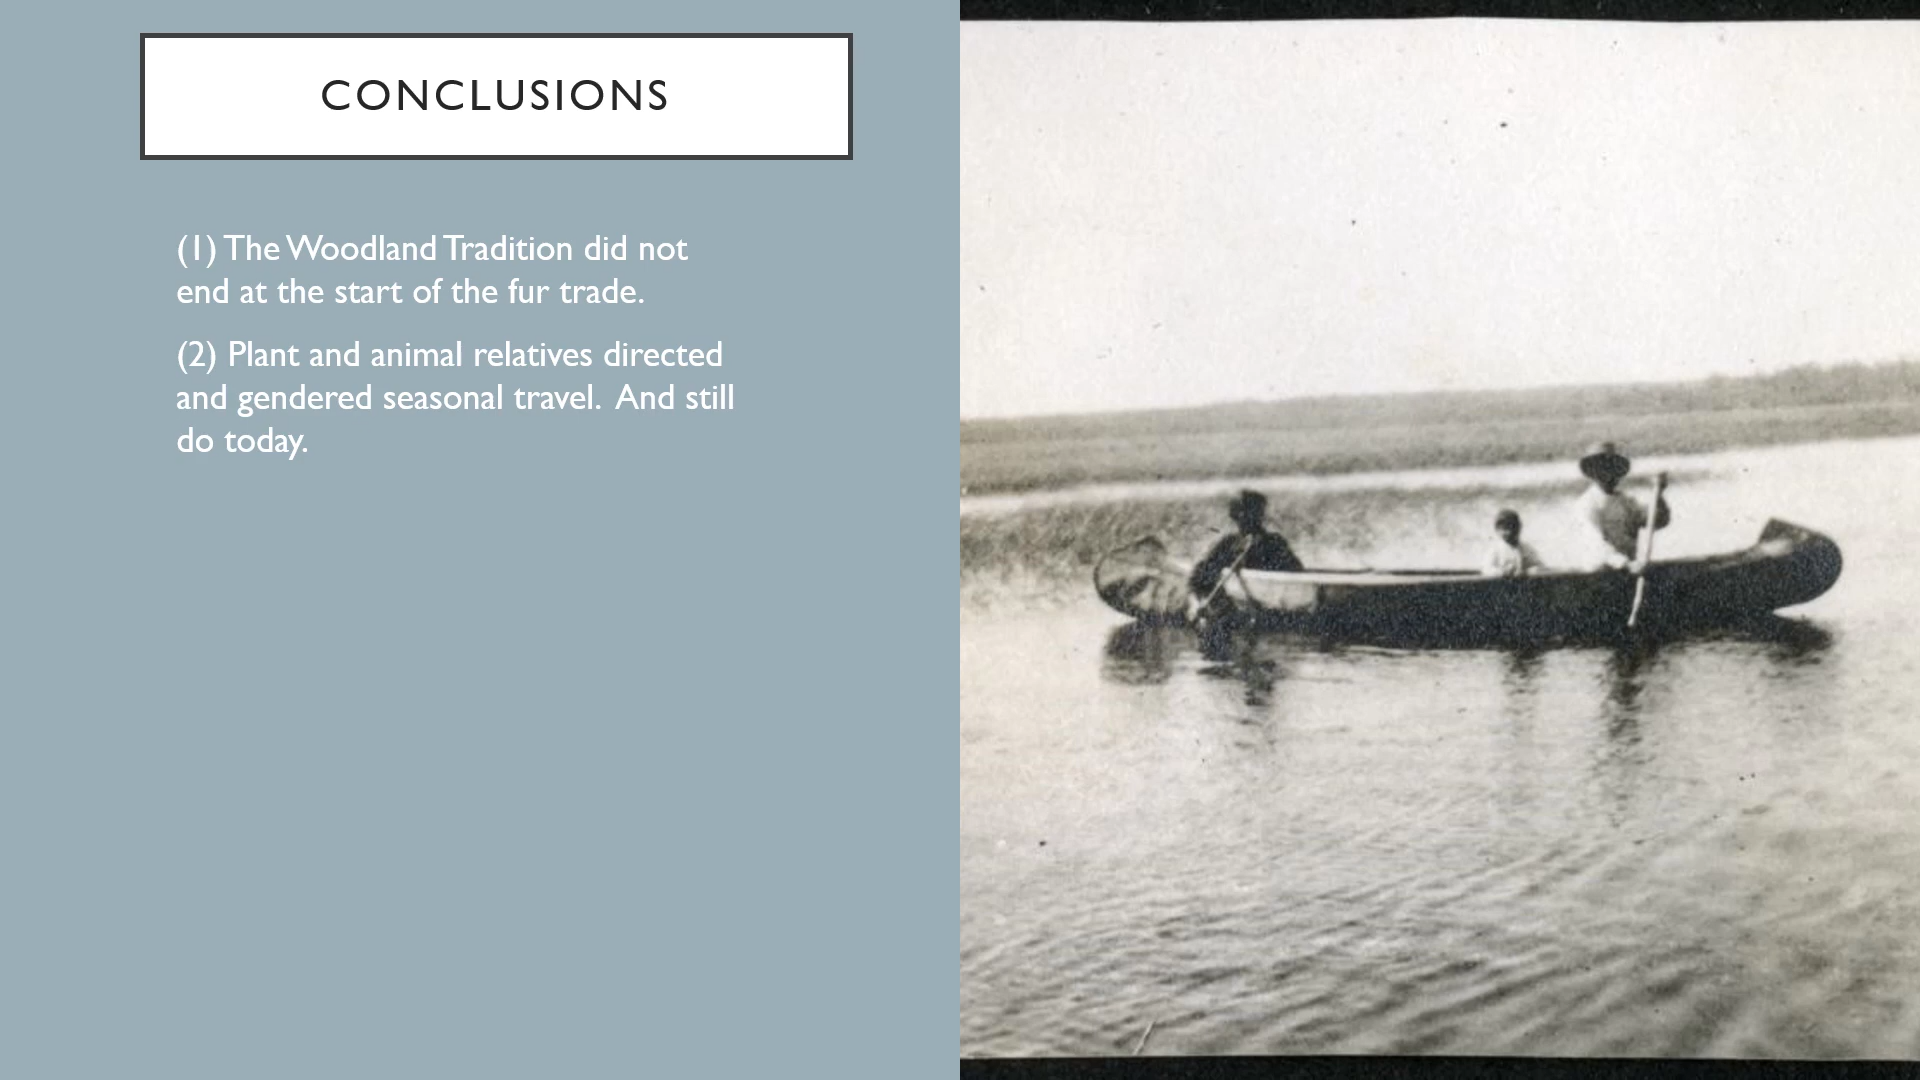 CONCLUSIONS
(1) The Woodland Tradition did not
end at the start of the fur trade.
(2) Plant and animal relatives directed
and gendered seasonal travel.  And still
do today.